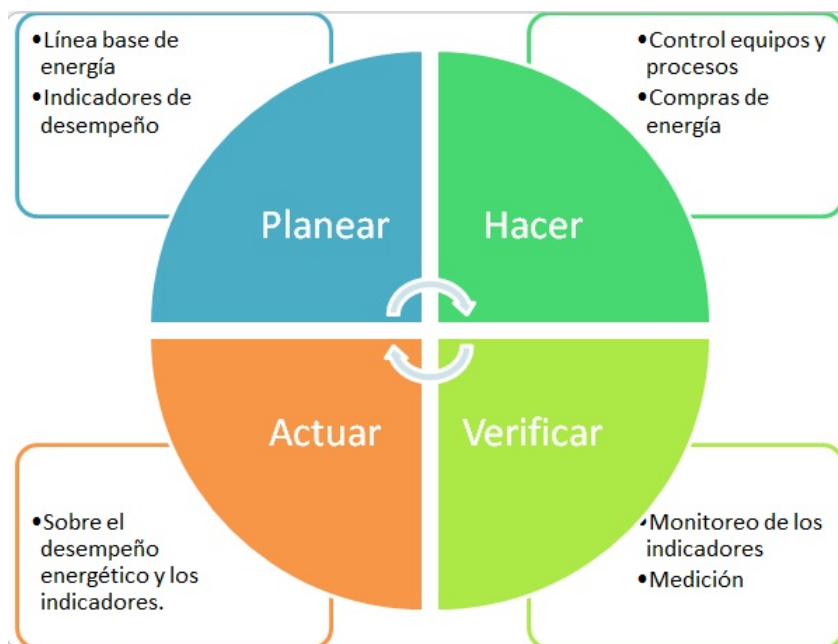 •Línea base de
energía
•Indicadores de
desempeño
•Control equipos y
procesos
•Compras de
energía
Planear
Hacer
Actuar
Verificar
•Sobre el
desempeño
energético y los
indicadores.
•Monitoreo de los
indicadores
•Medición